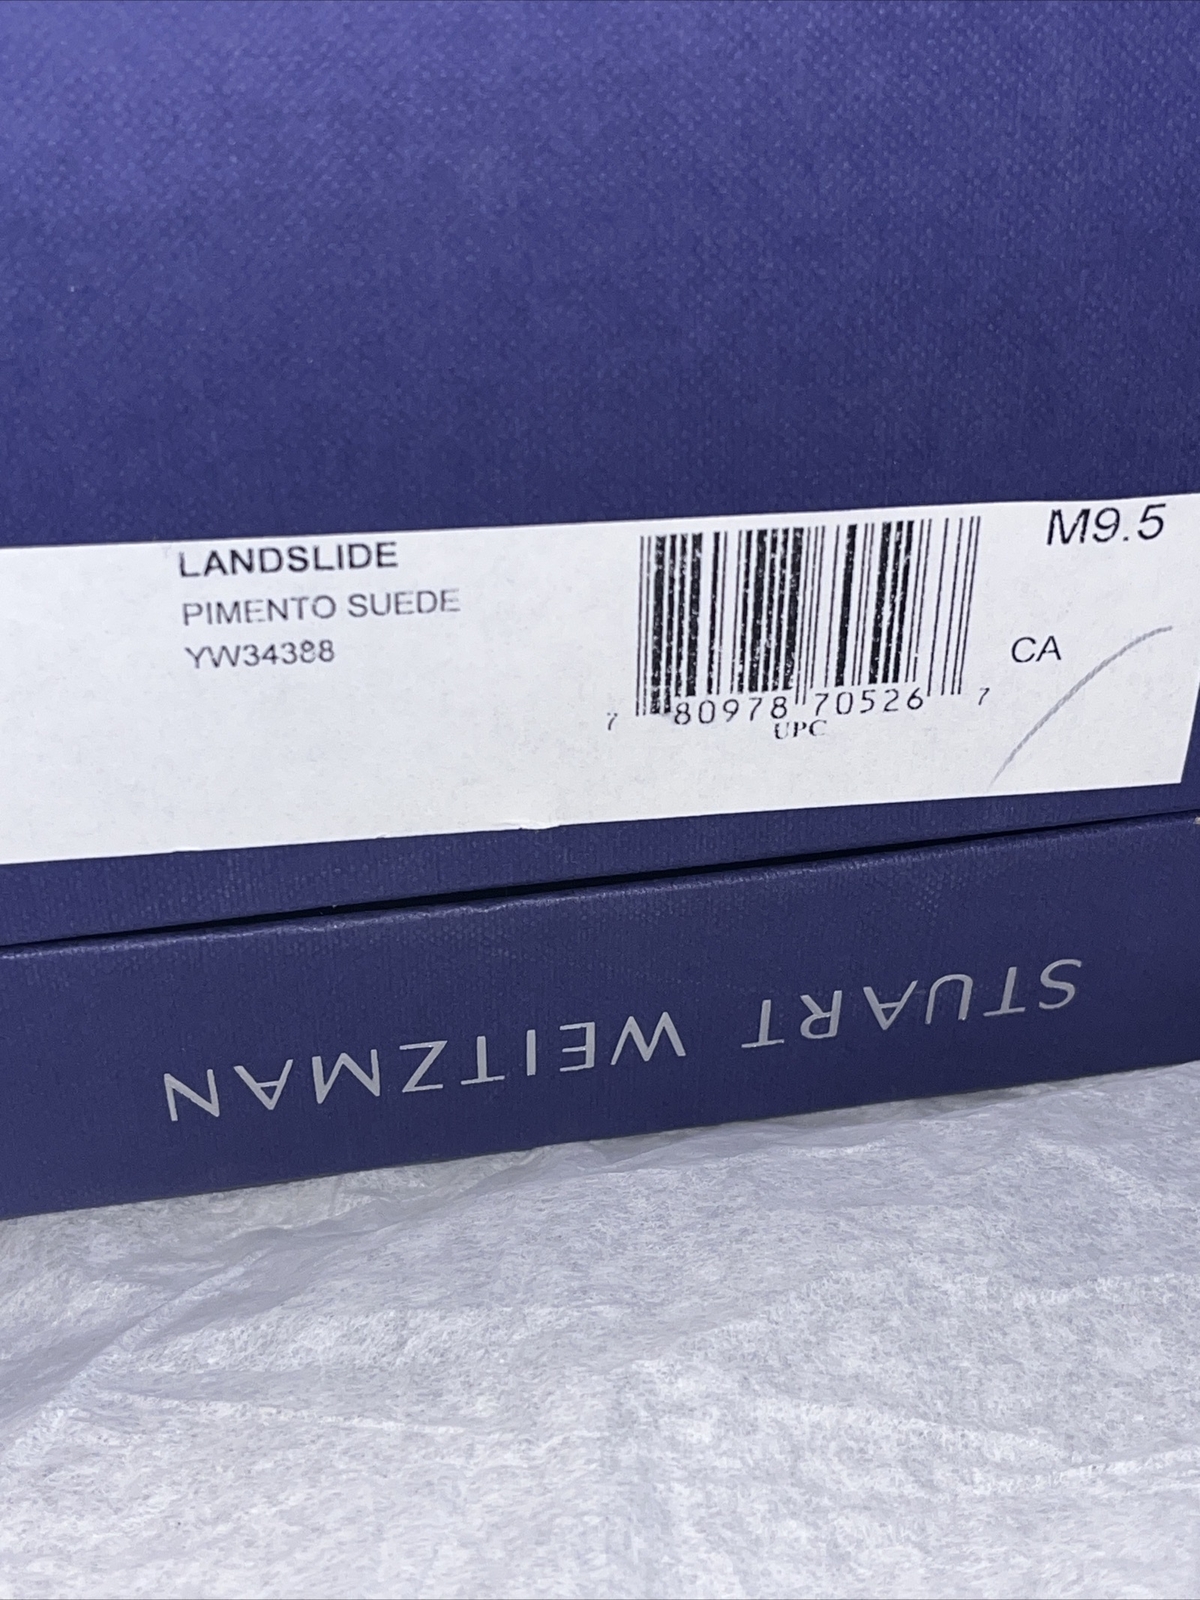 LANDSLIDE
PIMENTO SUEDE
YW34388
M9.5
CA
7 80978 70526 7
UPC
STUART WEITZMAN